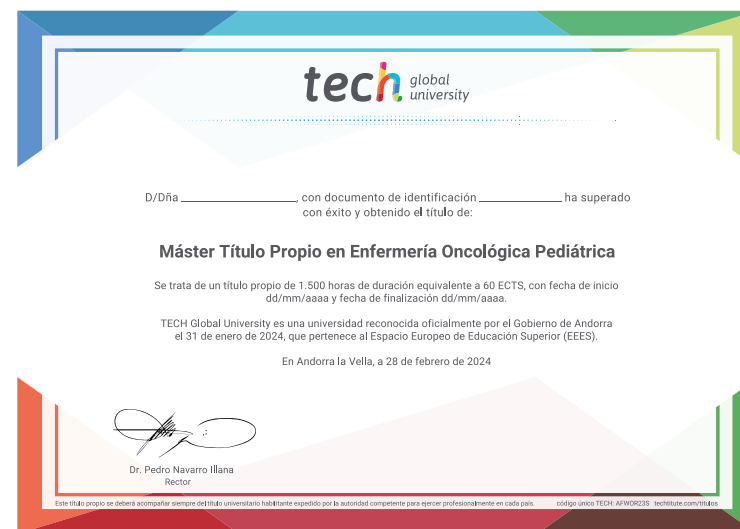 tech global university
D/Dña ____________, con documento de identificación ____________ ha superado
con éxito y obtenido el título de:
Máster Título Propio en Enfermería Oncológica Pediátrica
Se trata de un título propio de 1.500 horas de duración equivalente a 60 ECTS, con fecha de inicio
dd/mm/aaaa y fecha de finalización dd/mm/aaaa.
TECH Global University es una universidad reconocida oficialmente por el Gobierno de Andorra
el 31 de enero de 2024, que pertenece al Espacio Europeo de Educación Superior (EEES).
En Andorra la Vella, a 28 de febrero de 2024
Dr. Pedro Navarro Illana
Rector
Este título propio se deberá acompañar siempre del título universitario habilitante expedido por la autoridad competente para ejercer profesionalmente en cada país. código único TECH: AFWOR23S techtitute.com/titulos